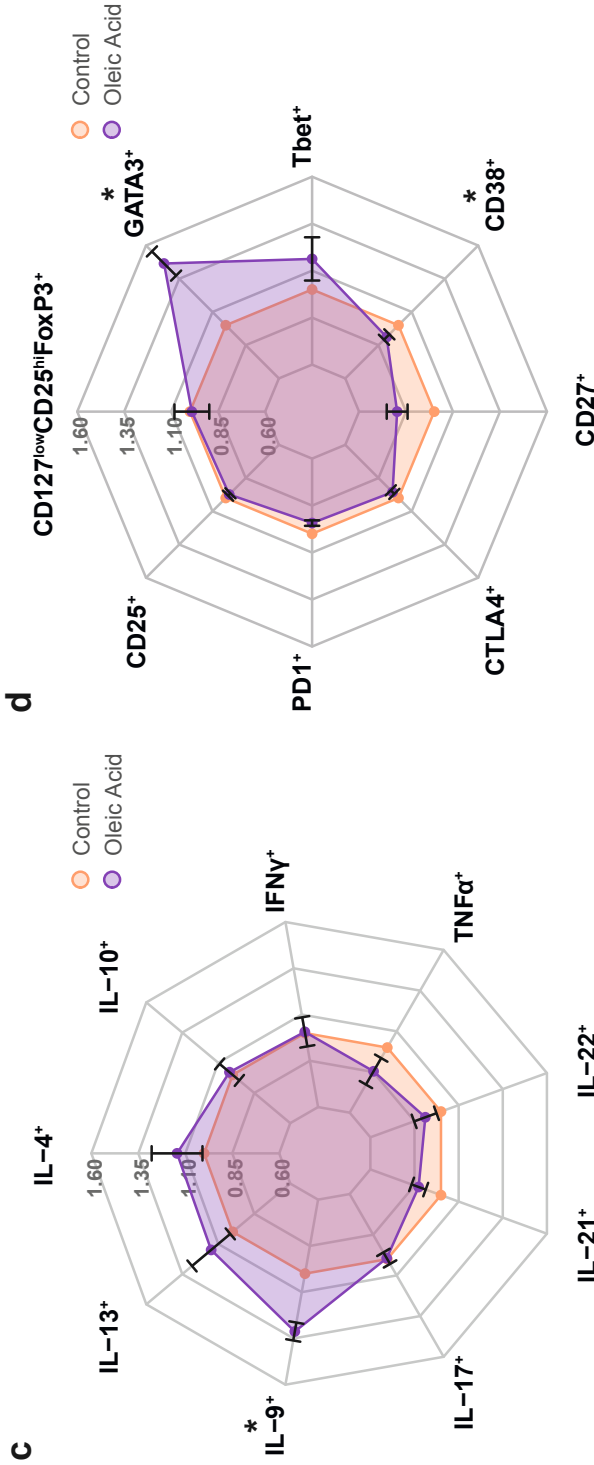 c
Control
Oleic Acid
IL−4⁺
IL−10⁺
IFNγ⁺
TNFα⁺
IL−22⁺
IL−21⁺
IL−17⁺
*
IL−9⁺
IL−13⁺
1.60
1.35
1.10
0.85
0.60
d
Control
Oleic Acid
CD127ˡᵒʷCD25ʰⁱFoxP3⁺
*
GATA3⁺
Tbet⁺
*
CD38⁺
CD27⁺
CTLA4⁺
PD1⁺
CD25⁺
1.60
1.35
1.10
0.85
0.60